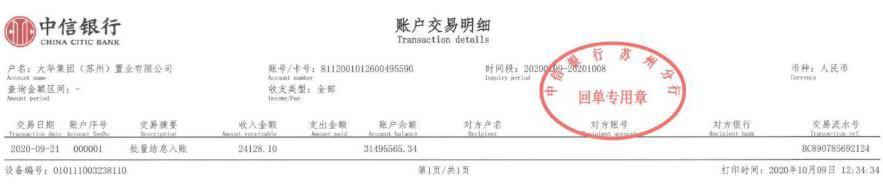 中信银行
CHINA CITIC BANK
账户交易明细
Transaction details
户名: 大华集团（苏州）置业有限公司 账号/卡号: 8112001012600495590 时间段: 20200909-20201008 币种: 人民币
Account name Account number Inquiry period Currency
查询金额区间: - 收支类型: 全部
Amount period Income/Pay
中信银行苏州分行
回单专用章
交易日期 账户序号 交易摘要 收入金额 支出金额 账户余额 对方户名 对方账号 对方银行 交易流水号
Transaction date Account SeqNo Description Amount receivable Amount paid Account balance Recipient Recipient account Recipient bank Transaction ref.
2020-09-21 000001 批量结息入账 24128.10 31495565.34 BC890785692124
设备编号: 010111003238110 第1页/共1页 打印时间: 2020年10月09日 12:34:34